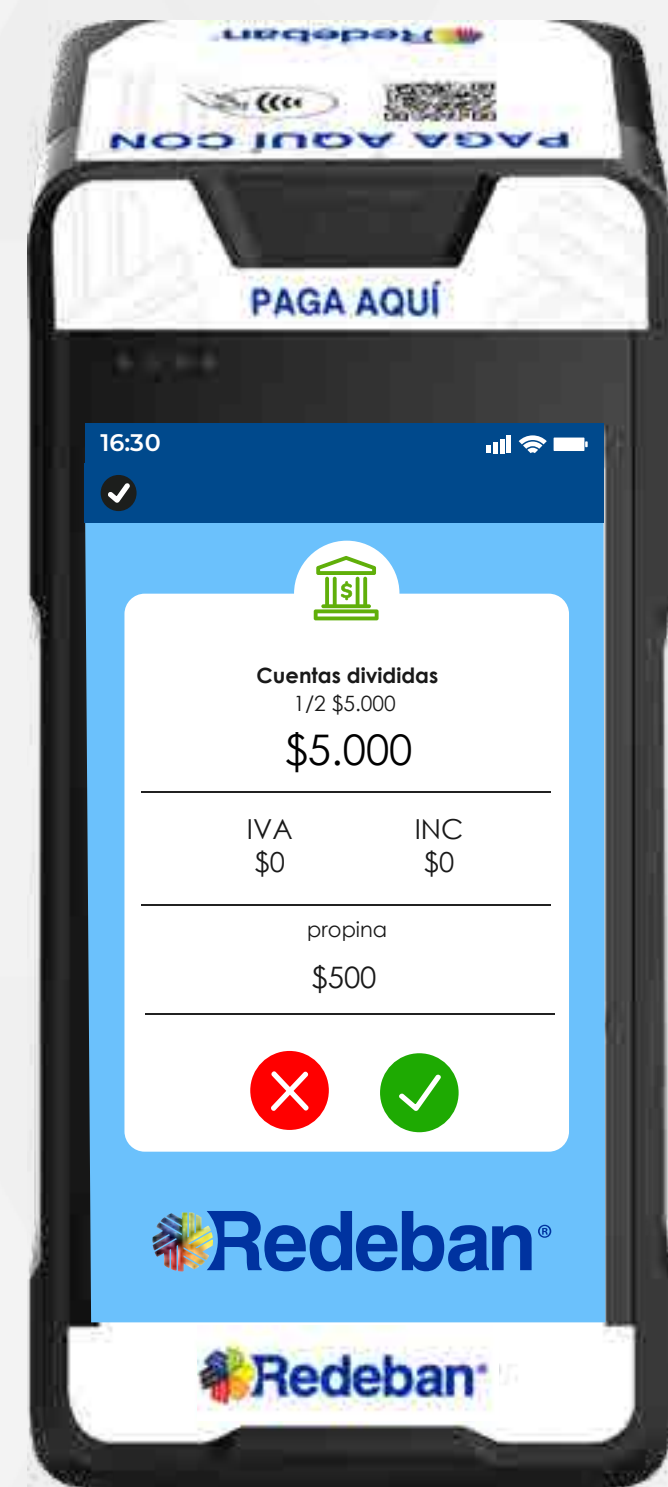 Redeban
PAGA AQUÍ CON
PAGA AQUÍ
16:30
$
Cuentas divididas
1/2 $5.000
$5.000
IVA INC
$0 $0
propina
$500
Redeban®
Redeban®